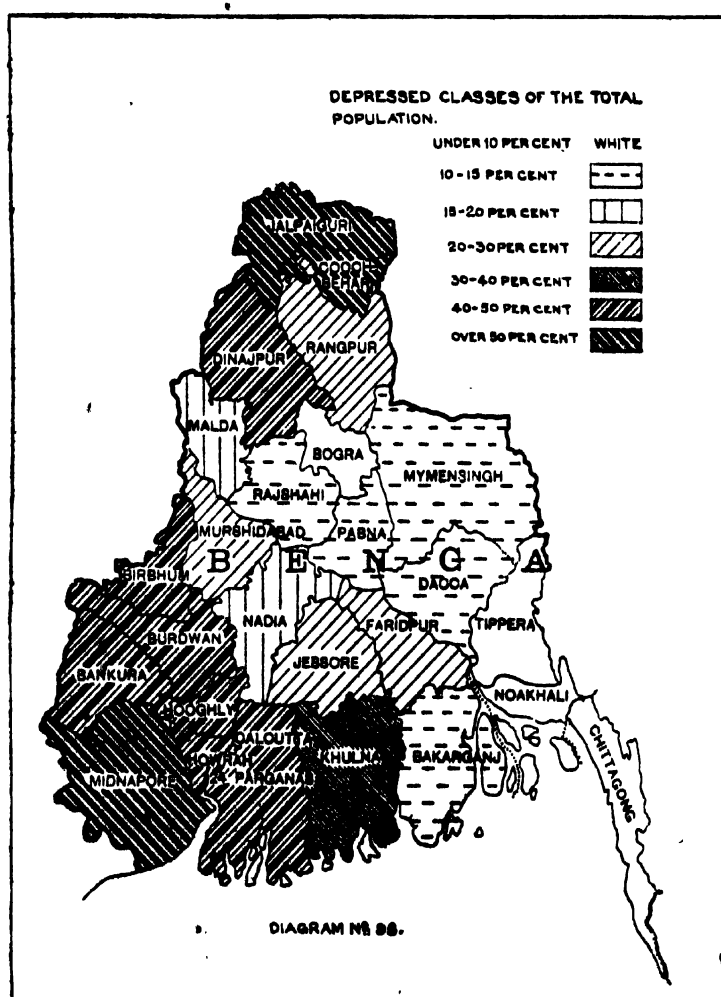 DEPRESSED CLASSES OF THE TOTAL
POPULATION.
UNDER 10 PER CENT WHITE
10-15 PER CENT
15-20 PER CENT
20-30 PER CENT
30-40 PER CENT
40-50 PER CENT
OVER 50 PER CENT
JALPAIGURI
COOCH
BEHAR
RANGPUR
DINAJPUR
MALDA
BOGRA
MYMENSINGH
RAJSHAHI
MURSHIDABAD
PABNA
B E N G A
BIRBHUM
DACCA
NADIA
FARIDPUR
TIPPERA
BURDWAN
JESSORE
BANKURA
NOAKHALI
HOOGHLY
CHITTAGONG
HOWRAH
24 PARGANAS
KHULNA
BAKARGANJ
MIDNAPORE
DIAGRAM No. 96.